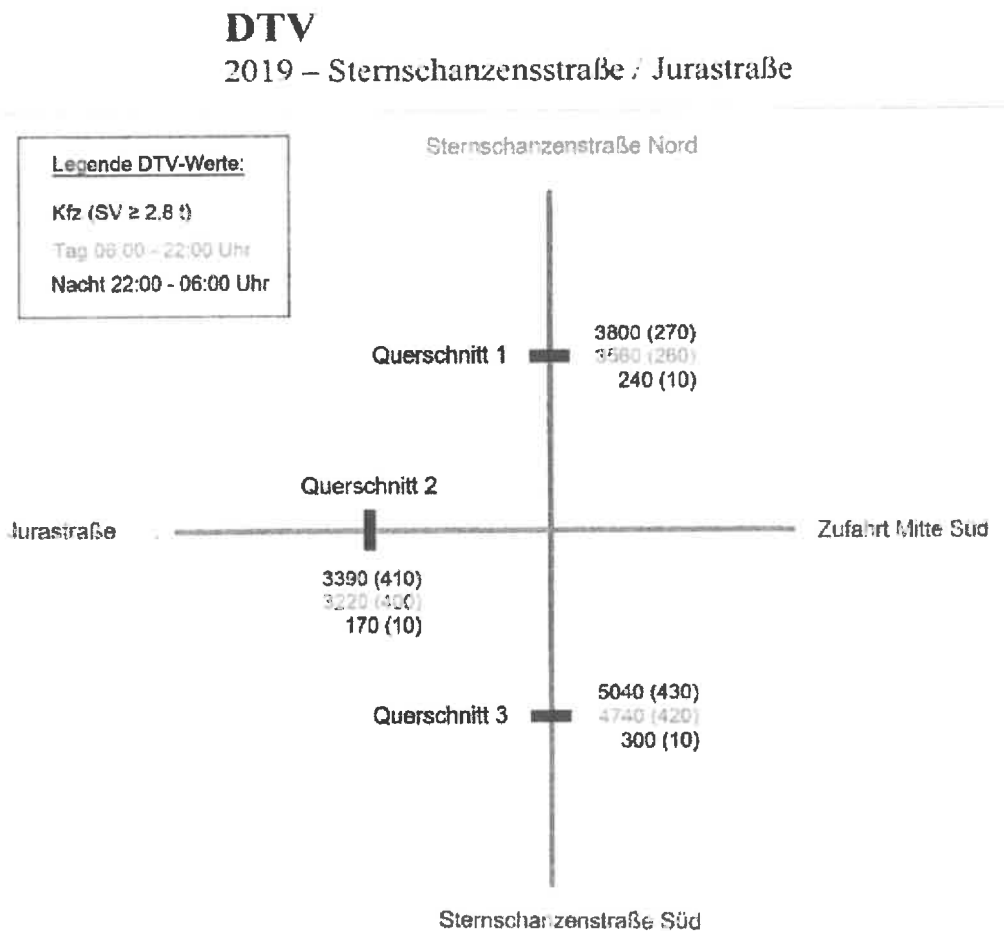 DTV
2019 – Sternschanzensstraße / Jurastraße
Legende DTV-Werte:
Kfz (SV ≥ 2.8 t)
Tag 06:00 - 22:00 Uhr
Nacht 22:00 - 06:00 Uhr
Sternschanzenstraße Nord
Querschnitt 1
3800 (270)
3560 (260)
240 (10)
Querschnitt 2
Jurastraße
Zufahrt Mitte Süd
3390 (410)
3220 (400)
170 (10)
Querschnitt 3
5040 (430)
4740 (420)
300 (10)
Sternschanzenstraße Süd